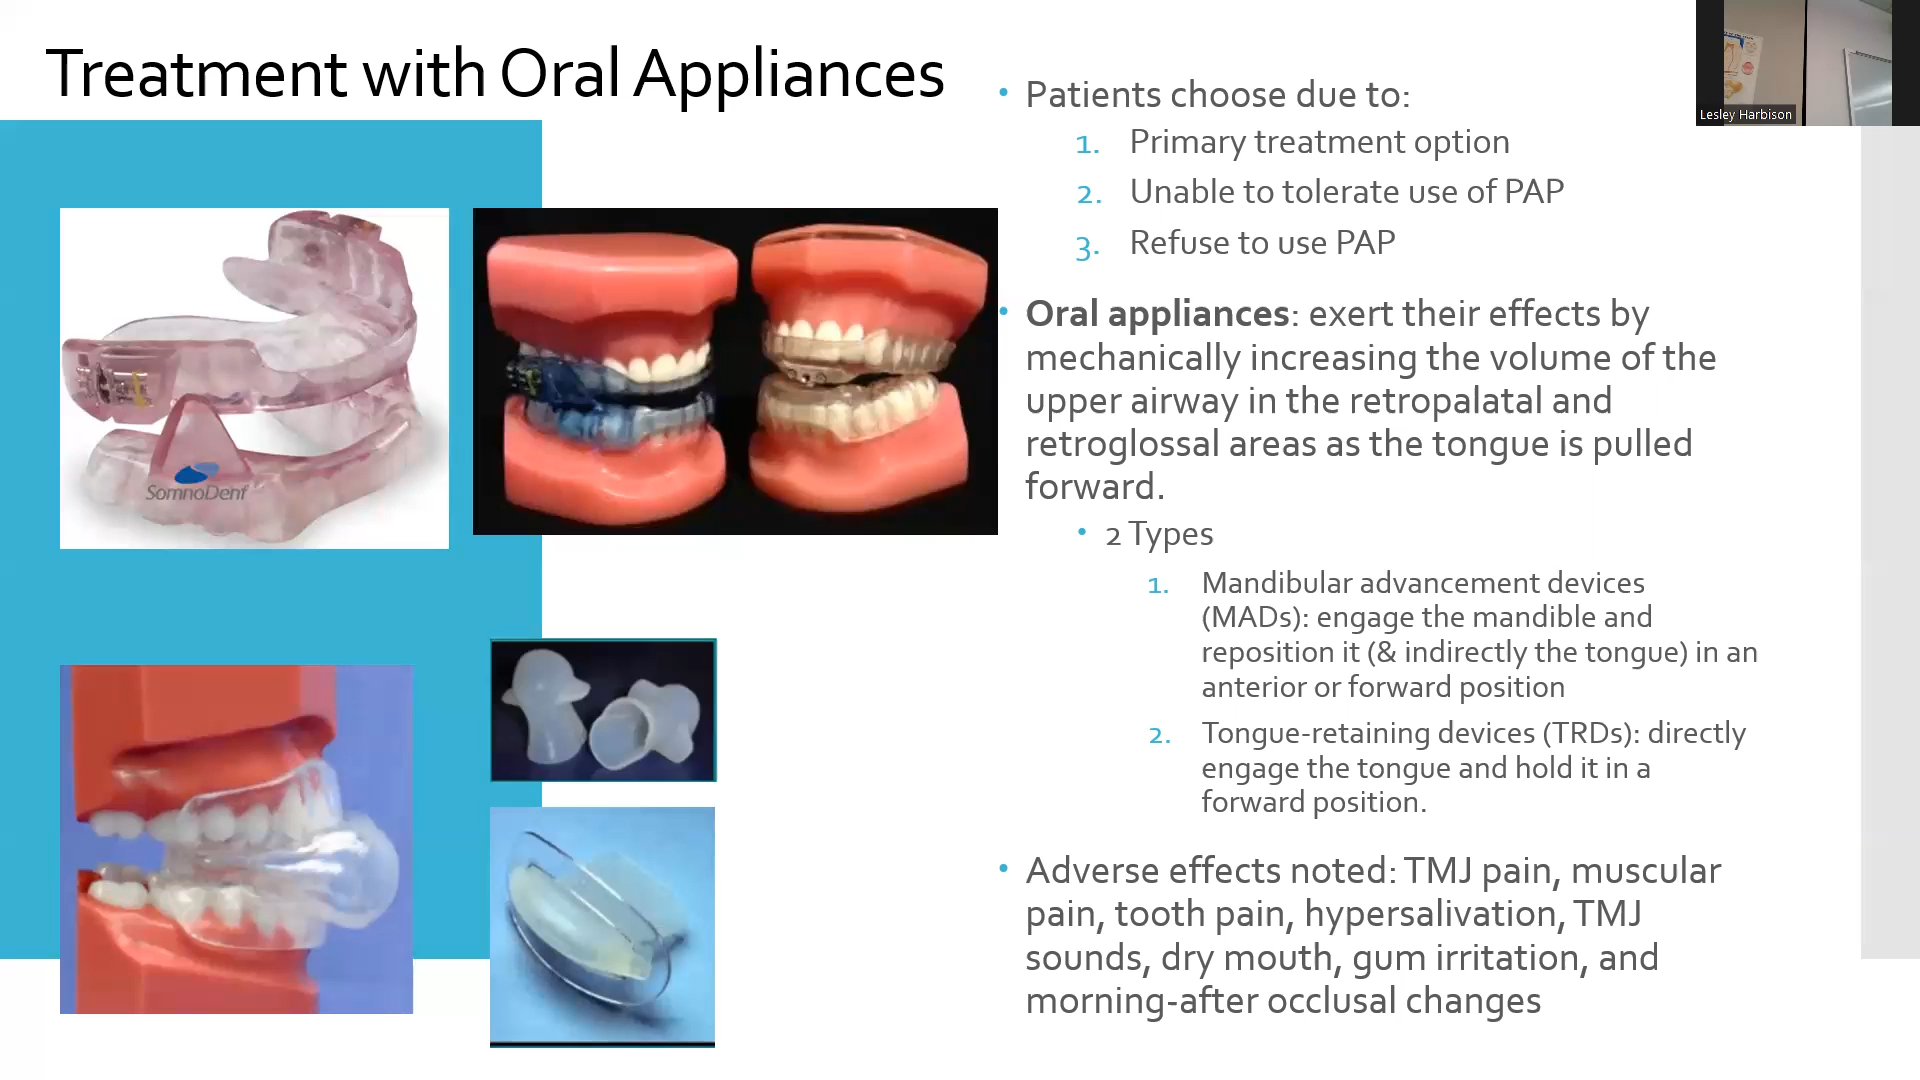 Treatment with Oral Appliances
Lesley Harbison
• Patients choose due to:
1. Primary treatment option
2. Unable to tolerate use of PAP
3. Refuse to use PAP
• Oral appliances: exert their effects by
mechanically increasing the volume of the
upper airway in the retropalatal and
retroglossal areas as the tongue is pulled
forward.
• 2 Types
1. Mandibular advancement devices
(MADs): engage the mandible and
reposition it (& indirectly the tongue) in an
anterior or forward position
2. Tongue-retaining devices (TRDs): directly
engage the tongue and hold it in a
forward position.
• Adverse effects noted: TMJ pain, muscular
pain, tooth pain, hypersalivation, TMJ
sounds, dry mouth, gum irritation, and
morning-after occlusal changes
SomnoDent